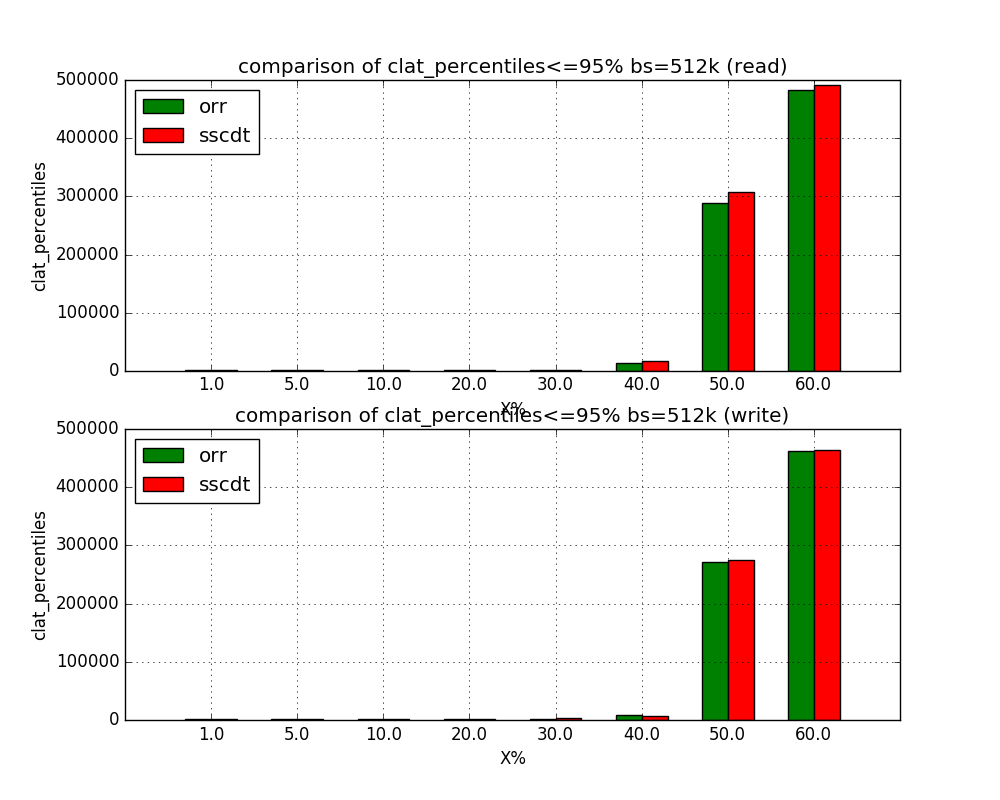 comparison of clat_percentiles<=95% bs=512k (read)
500000
400000
300000
200000
100000
0
clat_percentiles
orr
sscdt
1.0 5.0 10.0 20.0 30.0 40.0 50.0 60.0
X%
comparison of clat_percentiles<=95% bs=512k (write)
500000
400000
300000
200000
100000
0
clat_percentiles
orr
sscdt
1.0 5.0 10.0 20.0 30.0 40.0 50.0 60.0
X%